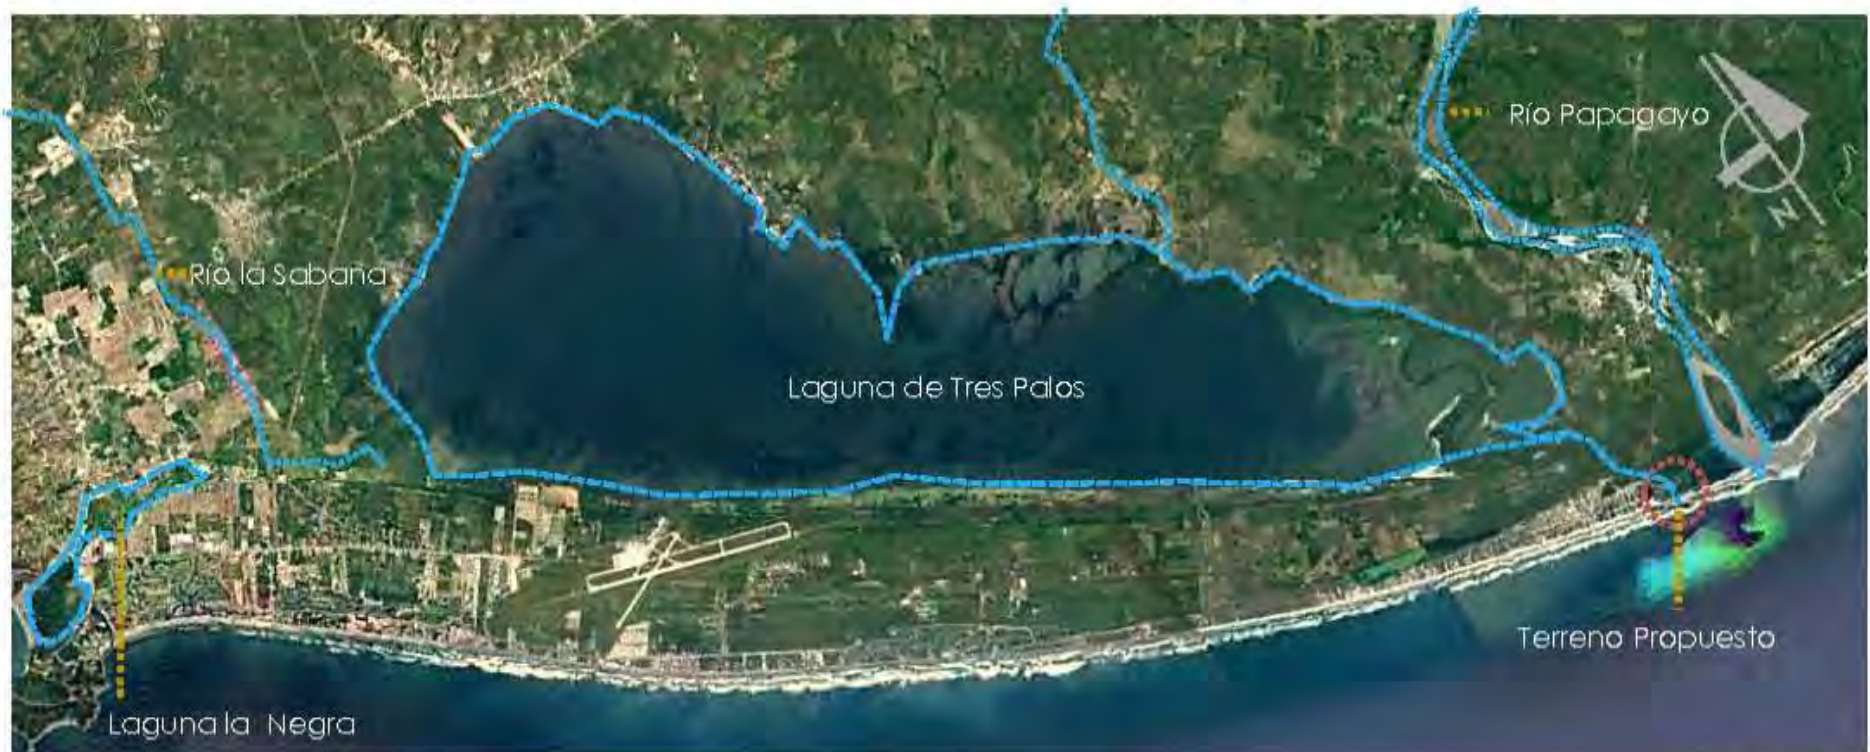 Río Papagayo
Río la Sabana
Laguna de Tres Palos
Terreno Propuesto
Laguna la Negra
N